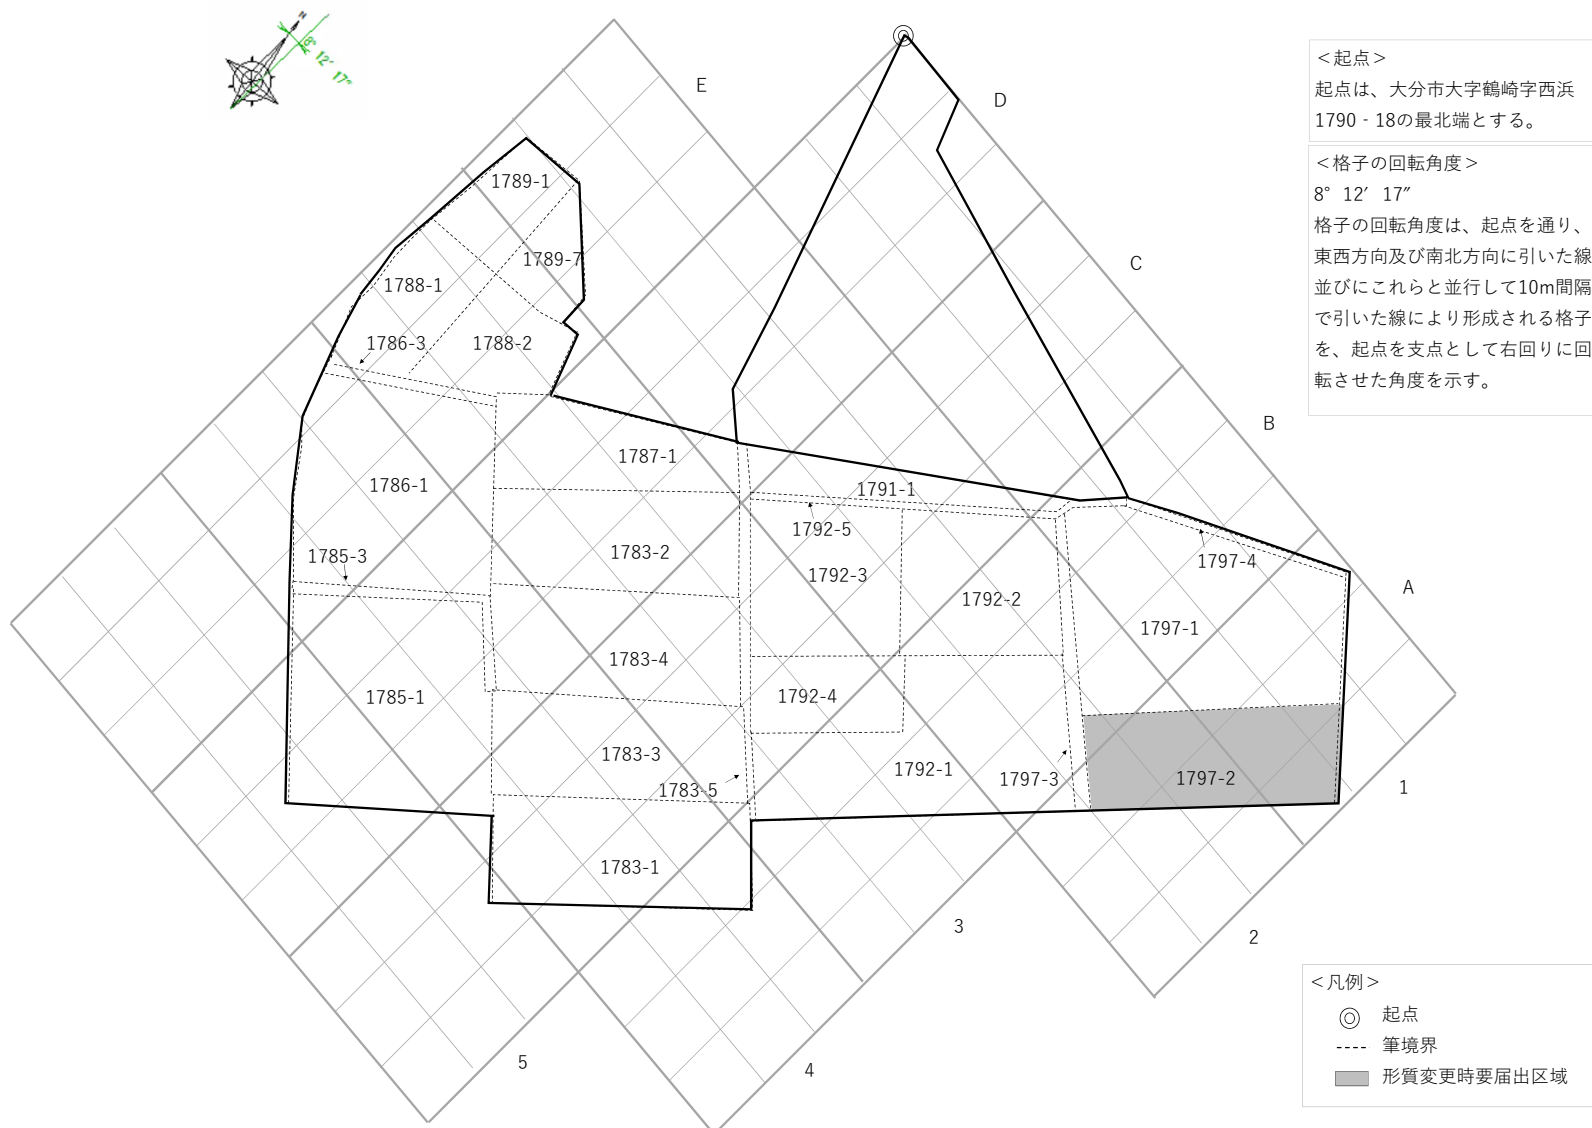 N
8° 12′ 17″
E
D
C
B
A
1
2
3
4
5
1789-1
1789-7
1788-1
1786-3
1788-2
1787-1
1786-1
1791-1
1792-5
1783-2
1785-3
1792-3
1792-2
1797-4
1797-1
1783-4
1785-1
1792-4
1783-3
1783-5
1792-1
1797-3
1797-2
1783-1
＜起点＞
起点は、大分市大字鶴崎字西浜
1790‐18の最北端とする。
＜格子の回転角度＞
8° 12′ 17″
格子の回転角度は、起点を通り、
東西方向及び南北方向に引いた線
並びにこれらと並行して10m間隔
で引いた線により形成される格子
を、起点を支点として右回りに回
転させた角度を示す。
＜凡例＞
起点
筆境界
形質変更時要届出区域